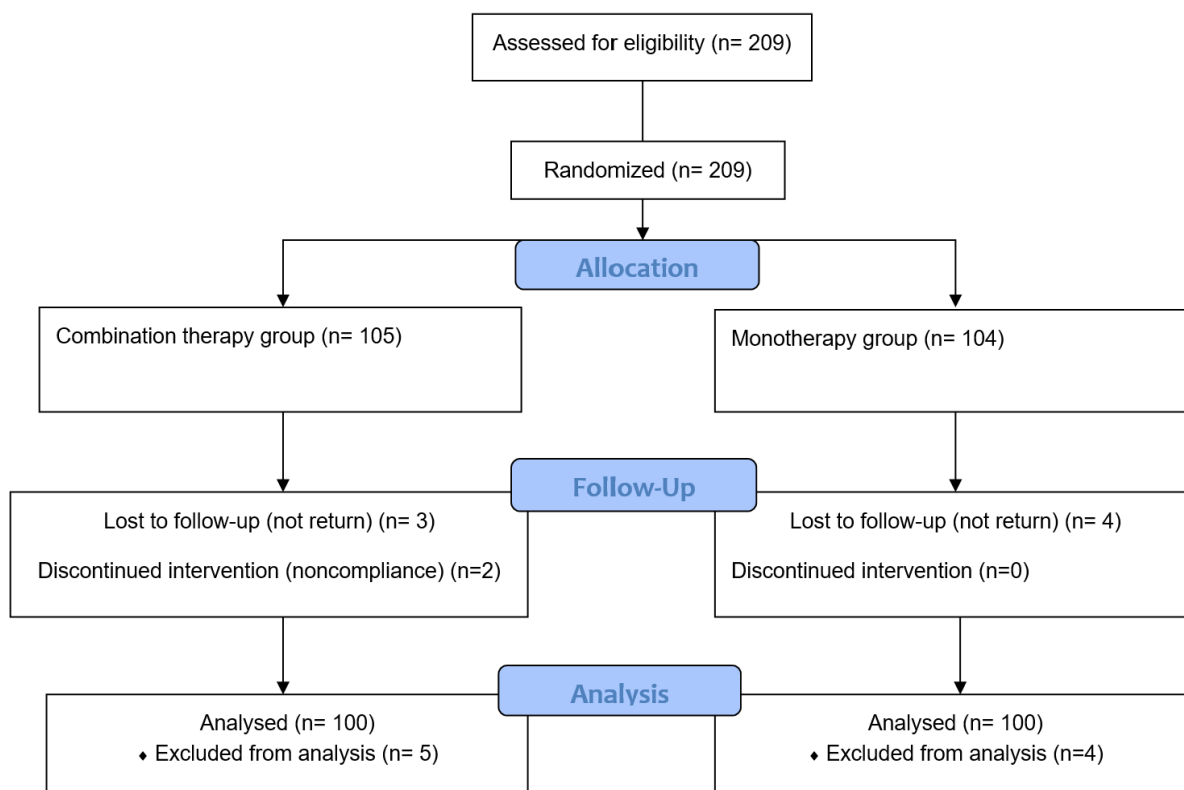 Assessed for eligibility (n= 209)
Randomized (n= 209)
Allocation
Combination therapy group (n= 105)
Monotherapy group (n= 104)
Follow-Up
Lost to follow-up (not return) (n= 3)
Discontinued intervention (noncompliance) (n=2)
Lost to follow-up (not return) (n= 4)
Discontinued intervention (n=0)
Analysis
Analysed (n= 100)
♦ Excluded from analysis (n= 5)
Analysed (n= 100)
♦ Excluded from analysis (n=4)